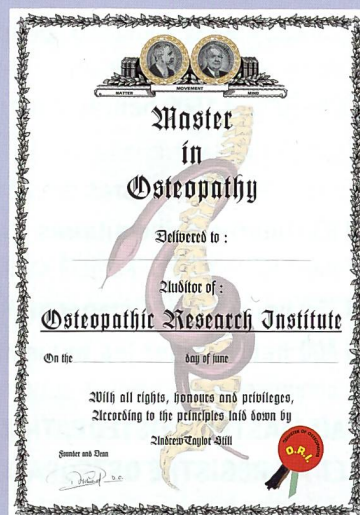 MATTER
MOVEMENT
MIND
Master
in
Osteopathy
Delivered to :
Auditor of :
Osteopathic Research Institute
On the day of june
With all rights, honours and privileges,
According to the principles laid down by
Andrew Taylor Still
Founder and Dean
D.O.
O.R.I.